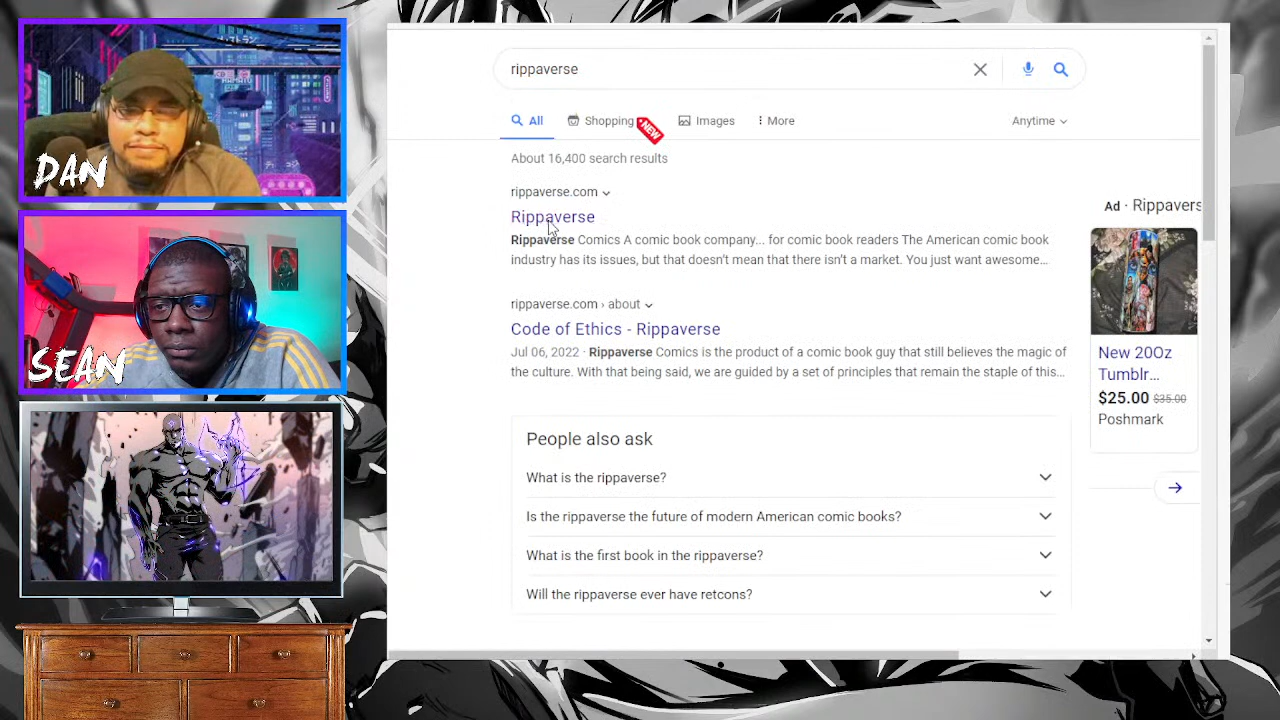 DAN
SEAN
rippaverse
All
Shopping
NEW
Images
More
Anytime
About 16,400 search results
rippaverse.com
Rippaverse
Rippaverse Comics A comic book company... for comic book readers The American comic book
industry has its issues, but that doesn't mean that there isn't a market. You just want awesome...
rippaverse.com › about
Code of Ethics - Rippaverse
Jul 06, 2022 · Rippaverse Comics is the product of a comic book guy that still believes the magic of
the culture. With that being said, we are guided by a set of principles that remain the staple of this...
People also ask
What is the rippaverse?
Is the rippaverse the future of modern American comic books?
What is the first book in the rippaverse?
Will the rippaverse ever have retcons?
Ad · Rippavers
New 20Oz
Tumblr...
$25.00 $35.00
Poshmark